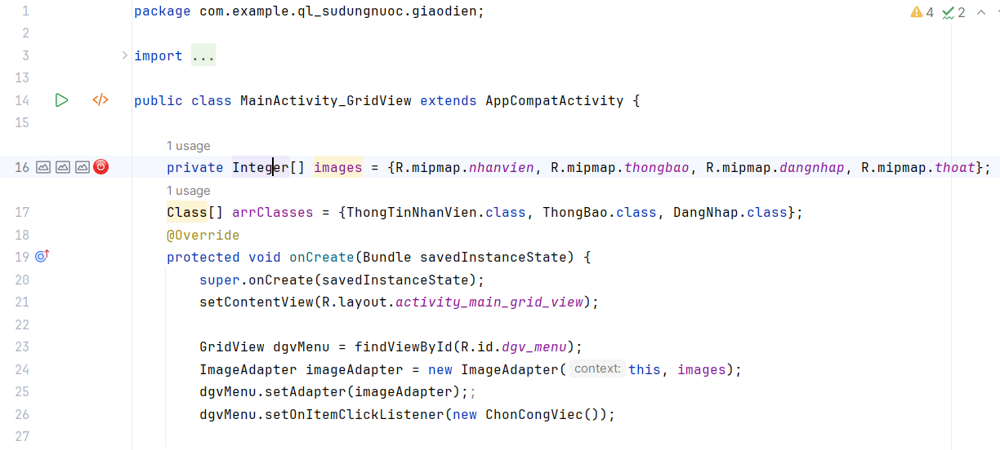 1 package com.example.ql_sudungnuoc.giaodien; 4 2
2
3 import ...
13
14 public class MainActivity_GridView extends AppCompatActivity {
15
1 usage
16 private Integer[] images = {R.mipmap.nhanvien, R.mipmap.thongbao, R.mipmap.dangnhap, R.mipmap.thoat};
1 usage
17 Class[] arrClasses = {ThongTinNhanVien.class, ThongBao.class, DangNhap.class};
18 @Override
19 protected void onCreate(Bundle savedInstanceState) {
20 super.onCreate(savedInstanceState);
21 setContentView(R.layout.activity_main_grid_view);
22
23 GridView dgvMenu = findViewById(R.id.dgv_menu);
24 ImageAdapter imageAdapter = new ImageAdapter( context: this, images);
25 dgvMenu.setAdapter(imageAdapter);;
26 dgvMenu.setOnItemClickListener(new ChonCongViec());
27